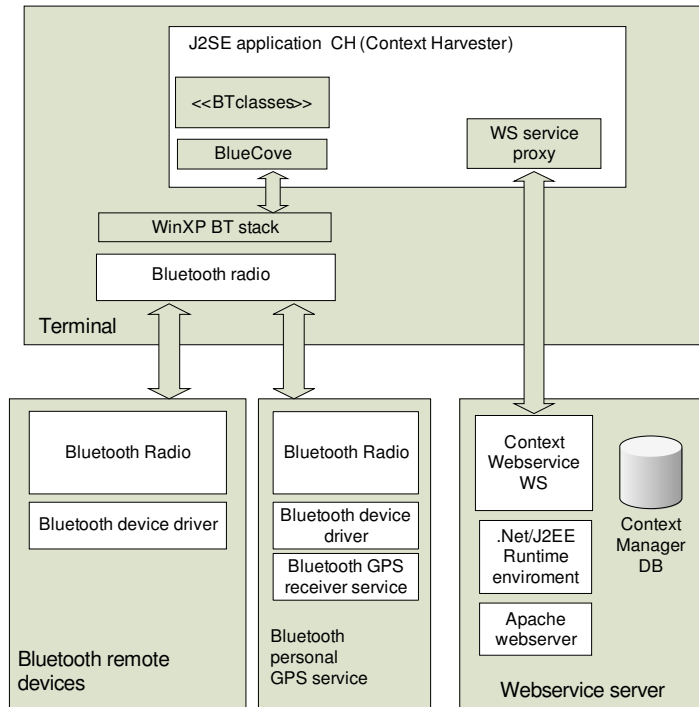 J2SE application CH (Context Harvester)
<<BTclasses>>
BlueCove
WS service
proxy
WinXP BT stack
Bluetooth radio
Terminal
Bluetooth Radio
Bluetooth device driver
Bluetooth remote
devices
Bluetooth Radio
Bluetooth device
driver
Bluetooth GPS
receiver service
Bluetooth
personal
GPS service
Context
Webservice
WS
.Net/J2EE
Runtime
enviroment
Apache
webserver
Context
Manager
DB
Webservice server